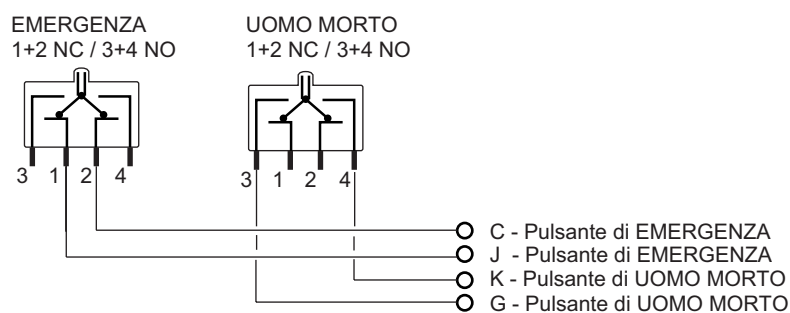 EMERGENZA
1+2 NC / 3+4 NO
UOMO MORTO
1+2 NC / 3+4 NO
3 1 2 4
3 1 2 4
C - Pulsante di EMERGENZA
J - Pulsante di EMERGENZA
K - Pulsante di UOMO MORTO
G - Pulsante di UOMO MORTO